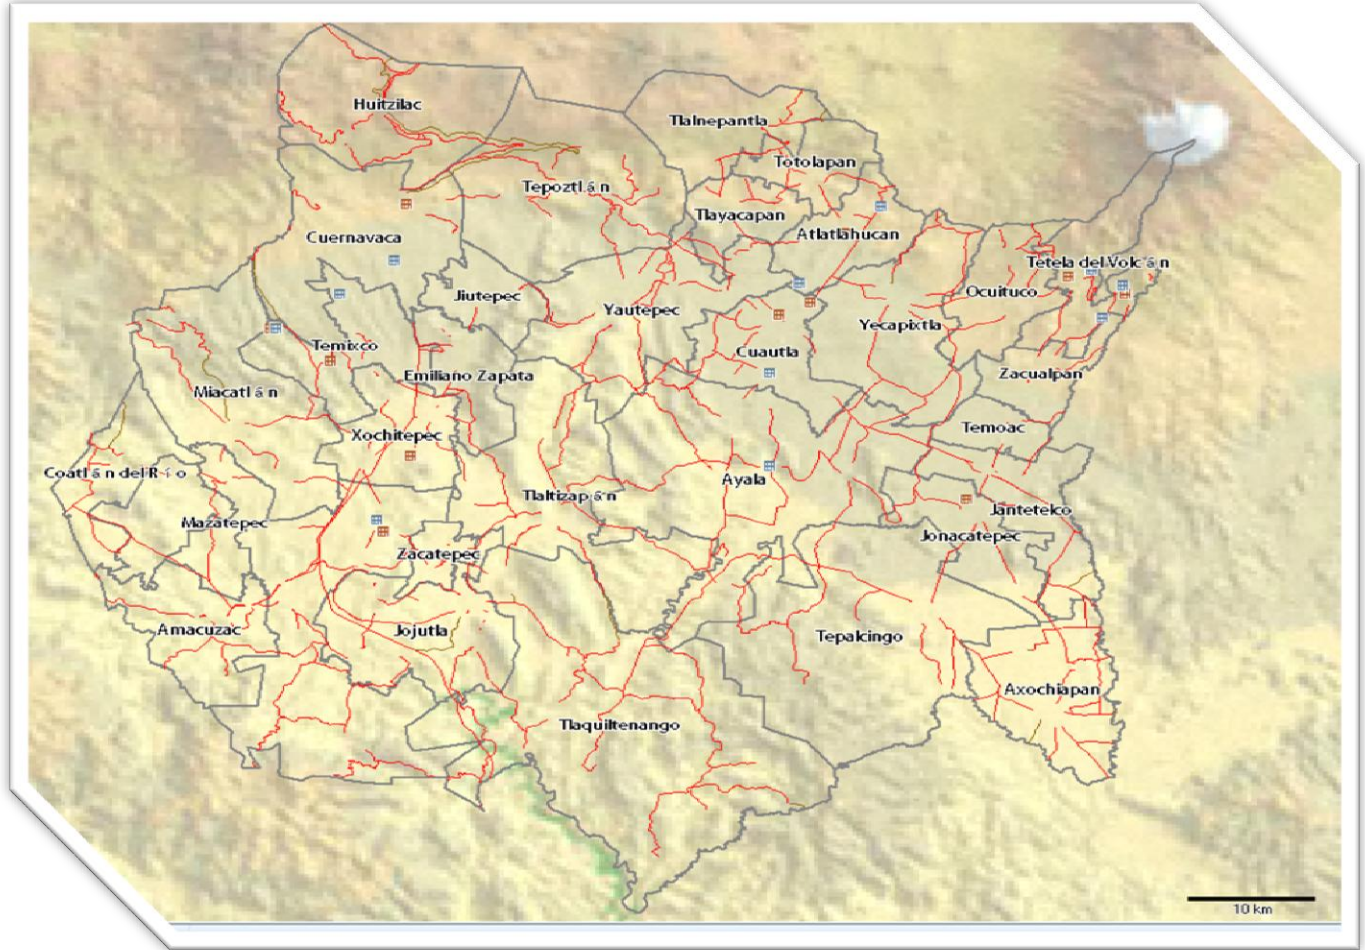 Huitzilac
Tlalnepantla
Totolapan
Tepoztlán
Tlayacapan
Atlatlahucan
Cuernavaca
Tetela del Volcán
Ocuituco
Jiutepec
Yautepec
Yecapixtla
Temixco
Cuautla
Zacualpan
Emiliano Zapata
Miacatlán
Temoac
Xochitepec
Coatlán del Río
Ayala
Tlaltizapán
Jantetelco
Mazatepec
Jonacatepec
Zacatepec
Amacuzac
Jojutla
Tepalcingo
Axochiapan
Tlaquiltenango
10 km